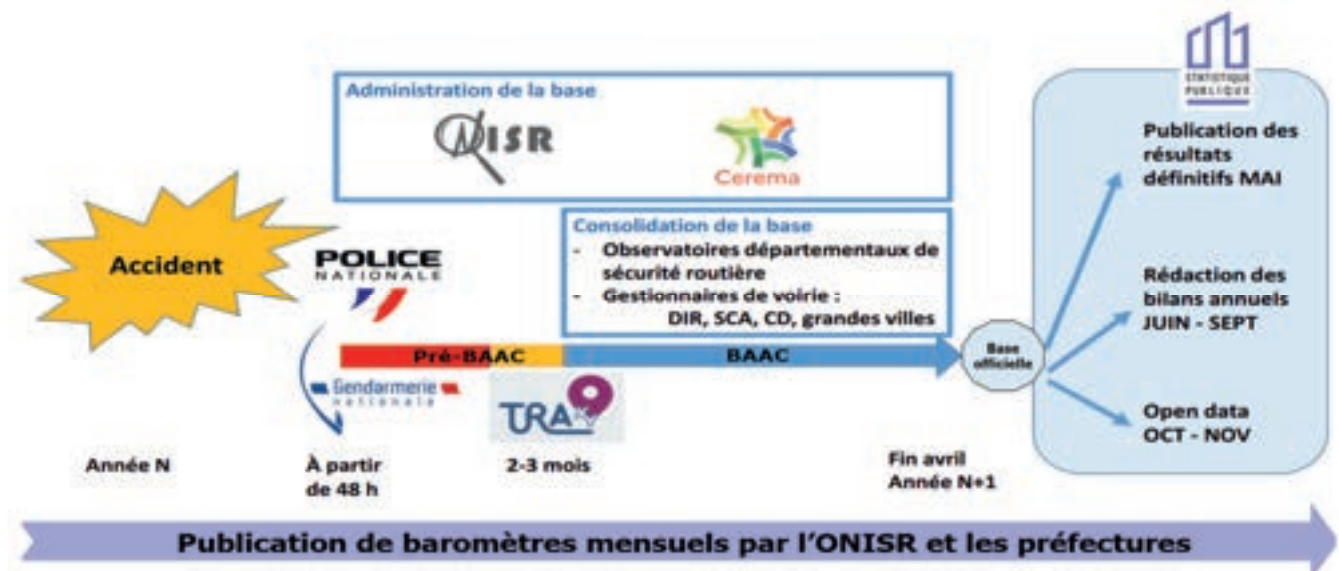 STATISTIQUE
PUBLIQUE
Administration de la base
ONISR
Cerema
Publication des
résultats
définitifs MAI
Consolidation de la base
- Observatoires départementaux de
sécurité routière
- Gestionnaires de voirie :
DIR, SCA, CD, grandes villes
Accident
POLICE
NATIONALE
Rédaction des
bilans annuels
JUIN - SEPT
Pré-BAAC
BAAC
Base
officielle
Gendarmerie
nationale
TRAxy
Open data
OCT - NOV
Année N
À partir
de 48 h
2-3 mois
Fin avril
Année N+1
Publication de baromètres mensuels par l'ONISR et les préfectures